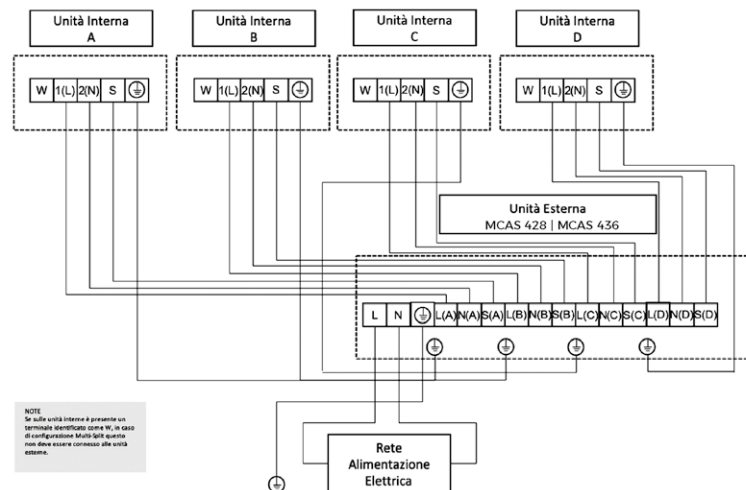 Unità Interna
A
Unità Interna
B
Unità Interna
C
Unità Interna
D
W 1(L) 2(N) S
W 1(L) 2(N) S
W 1(L) 2(N) S
W 1(L) 2(N) S
Unità Esterna
MCAS 428 | MCAS 436
L N L(A) N(A) S(A) L(B) N(B) S(B) L(C) N(C) S(C) L(D) N(D) S(D)
NOTE
Se sulle unità interne è presente un
terminale identificato come W, in caso
di configurazione Multi-Split questo
non deve essere connesso alle unità
esterne.
Rete
Alimentazione
Elettrica